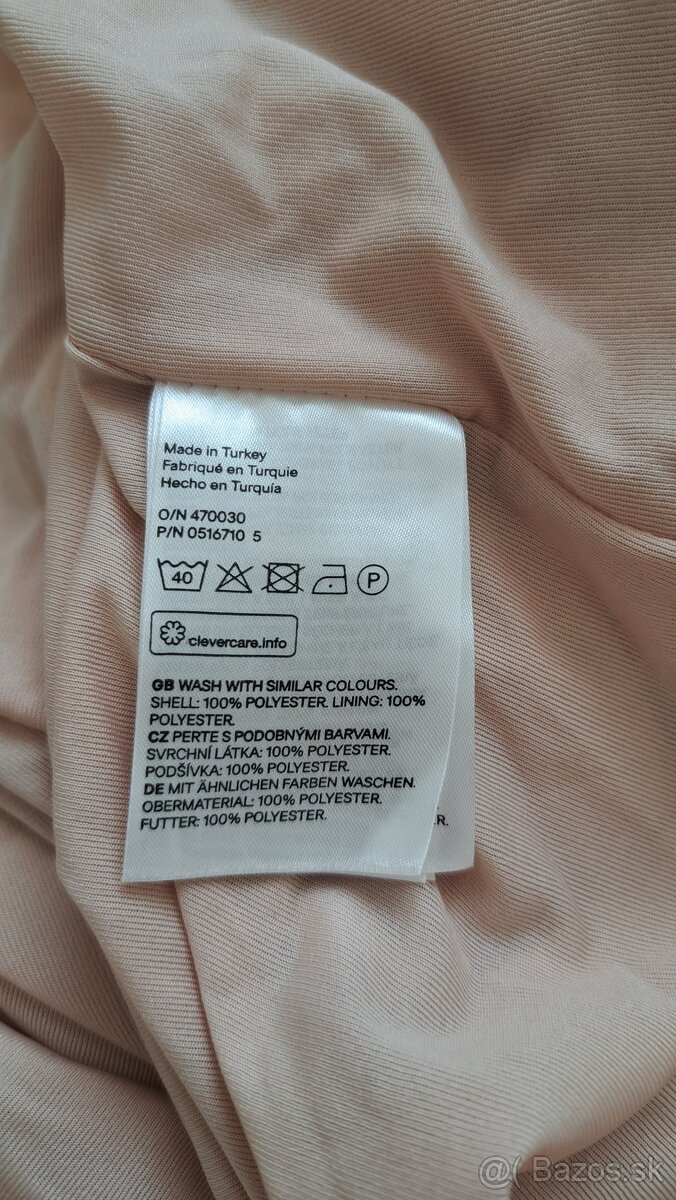 Made in Turkey
Fabriqué en Turquie
Hecho en Turquía
O/N 470030
P/N 0516710 5
40 P
clevercare.info
GB WASH WITH SIMILAR COLOURS.
SHELL: 100% POLYESTER. LINING: 100%
POLYESTER.
CZ PERTE S PODOBNÝMI BARVAMI.
SVRCHNÍ LÁTKA: 100% POLYESTER.
PODŠÍVKA: 100% POLYESTER.
DE MIT ÄHNLICHEN FARBEN WASCHEN.
OBERMATERIAL: 100% POLYESTER.
FUTTER: 100% POLYESTER.
R.
@( Bazos.sk